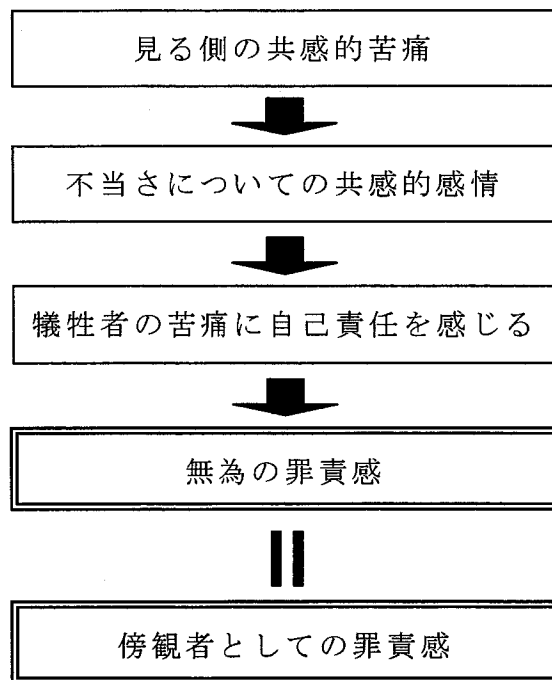 見る側の共感的苦痛
不当さについての共感的感情
犠牲者の苦痛に自己責任を感じる
無為の罪責感
傍観者としての罪責感